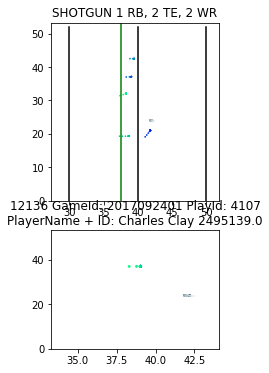 SHOTGUN 1 RB, 2 TE, 2 WR
50
40
30
20
10
0
30 35 40 45 50
12136 GameId: 2017092401 PlayId: 4107
PlayerName + ID: Charles Clay 2495139.0
40
20
0
35.0 37.5 40.0 42.5